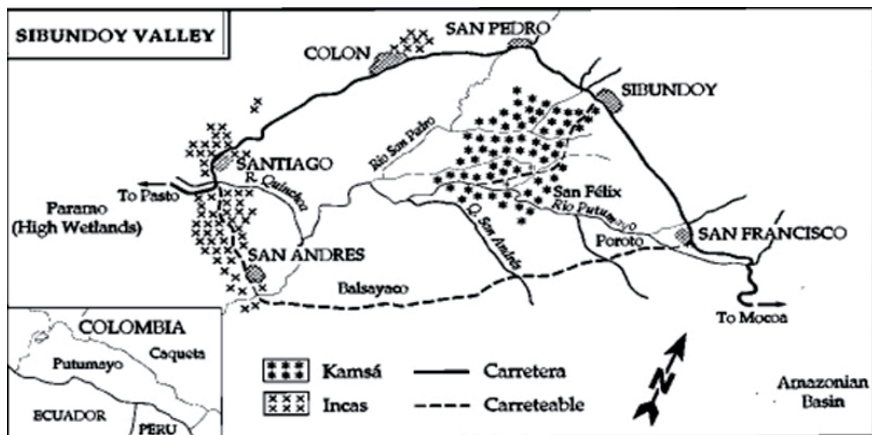 SIBUNDOY VALLEY
SAN PEDRO
COLON
SIBUNDOY
Rio San Pedro
SANTIAGO
R. Quinchoa
To Pasto
Paramo
(High Wetlands)
San Félix
Rio Putumayo
Q. San Andrés
Poroto
SAN FRANCISCO
SAN ANDRES
Balsayaco
To Mocoa
COLOMBIA
Caqueta
Putumayo
ECUADOR
PERU
Kamsá
Carretera
Incas
Carreteable
N
Amazonian
Basin